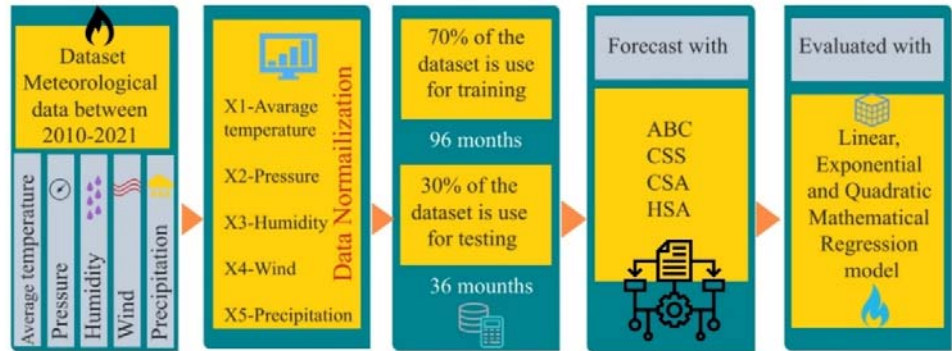 Dataset
Meteorological
data between
2010-2021
Average temperature
Pressure
Humidity
Wind
Precipitation
X1-Avarage
temperature
X2-Pressure
X3-Humidity
X4-Wind
X5-Precipitation
Data Normailization
70% of the
dataset is use
for training
96 months
30% of the
dataset is use
for testing
36 mounths
Forecast with
ABC
CSS
CSA
HSA
Evaluated with
Linear,
Exponential
and Quadratic
Mathematical
Regression
model